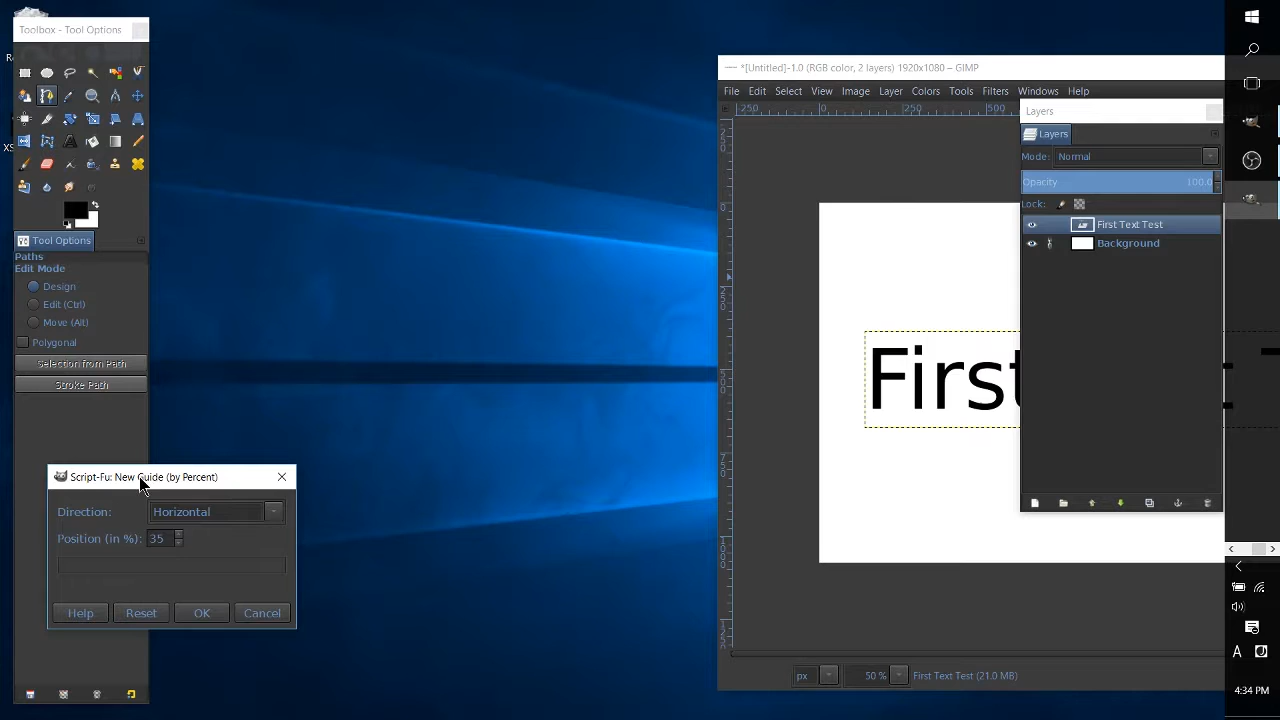 Toolbox - Tool Options
Tool Options
Paths
Edit Mode
Design
Edit (Ctrl)
Move (Alt)
Polygonal
Selection from Path
Stroke Path
Script-Fu: New Guide (by Percent)
Direction:
Horizontal
Position (in %):
35
Help
Reset
OK
Cancel
*[Untitled]-1.0 (RGB color, 2 layers) 1920x1080 – GIMP
File Edit Select View Image Layer Colors Tools Filters Windows Help
-250 0 250 500
First
px
50 %
First Text Test (21.0 MB)
Layers
Layers
Mode: Normal
Opacity 100.0
Lock:
First Text Test
Background
A
4:34 PM